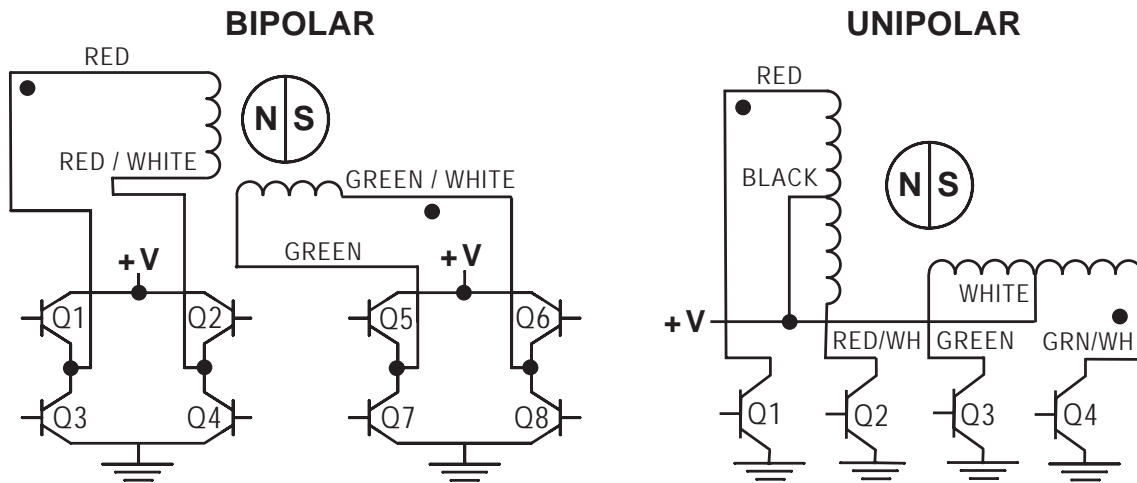 BIPOLAR
RED
N S
RED / WHITE
GREEN / WHITE
GREEN
+V
+V
Q1
Q2
Q5
Q6
Q3
Q4
Q7
Q8
UNIPOLAR
RED
BLACK
N S
WHITE
+V
RED/WH
GREEN
GRN/WH
Q1
Q2
Q3
Q4